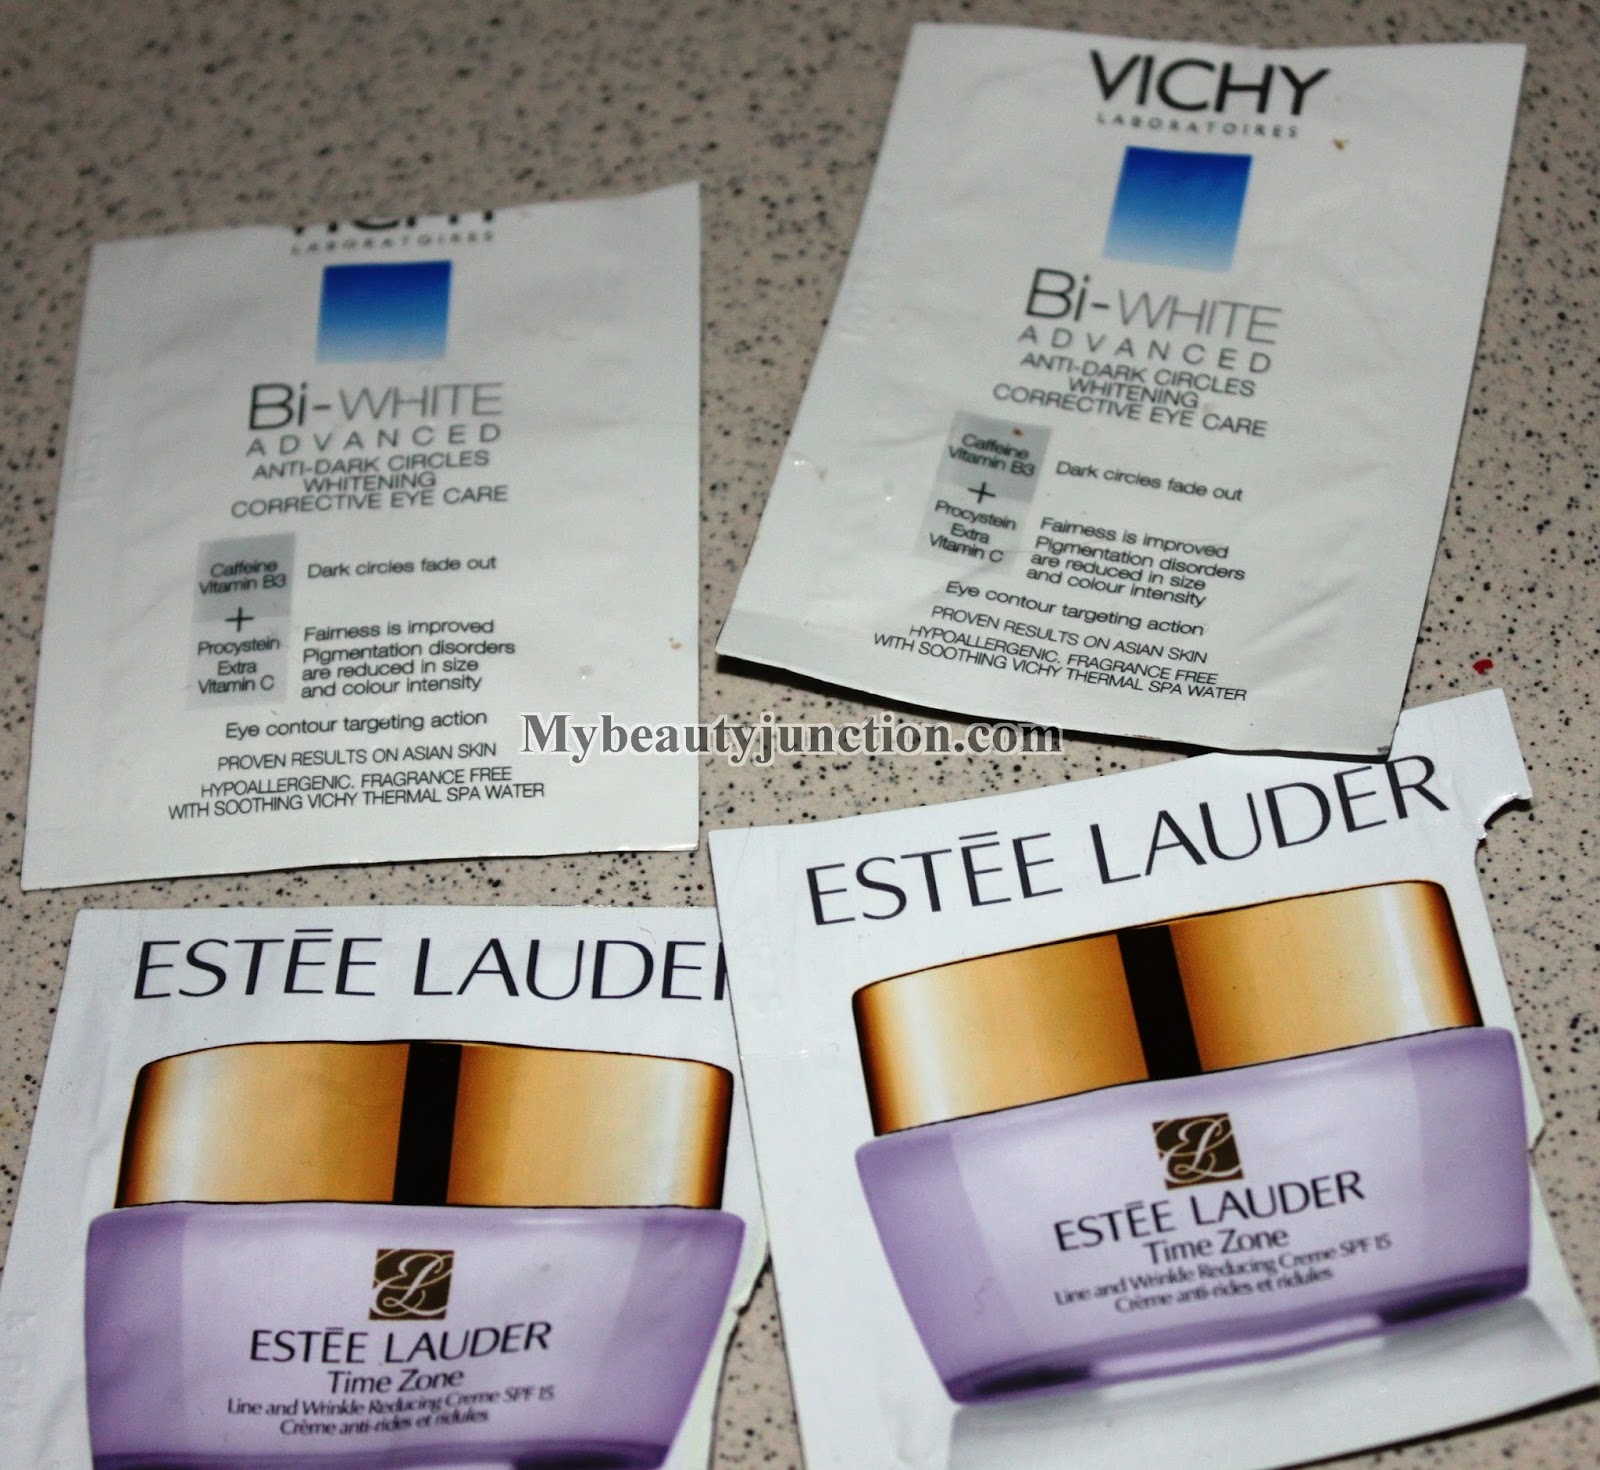 LABORATOIRES
Bi-WHITE
ADVANCED
ANTI-DARK CIRCLES
WHITENING
CORRECTIVE EYE CARE
Caffeine
Vitamin B3
Dark circles fade out
+
Procystein
Extra
Vitamin C
Fairness is improved
Pigmentation disorders
are reduced in size
and colour intensity
Eye contour targeting action
PROVEN RESULTS ON ASIAN SKIN
HYPOALLERGENIC. FRAGRANCE FREE
WITH SOOTHING VICHY THERMAL SPA WATER
VICHY
LABORATOIRES
Bi-WHITE
ADVANCED
ANTI-DARK CIRCLES
WHITENING
CORRECTIVE EYE CARE
Caffeine
Vitamin B3
Dark circles fade out
+
Procystein
Extra
Vitamin C
Fairness is improved
Pigmentation disorders
are reduced in size
and colour intensity
Eye contour targeting action
PROVEN RESULTS ON ASIAN SKIN
HYPOALLERGENIC. FRAGRANCE FREE
WITH SOOTHING VICHY THERMAL SPA WATER
Mybeautyjunction.com
ESTĒE LAUDE
ESTĒE LAUDER
Time Zone
Line and Wrinkle Reducing Creme SPF 15
Crème anti-rides et ridules
ESTĒE LAUDER
ESTĒE LAUDER
Time Zone
Line and Wrinkle Reducing Creme SPF 15
Crème anti-rides et ridules